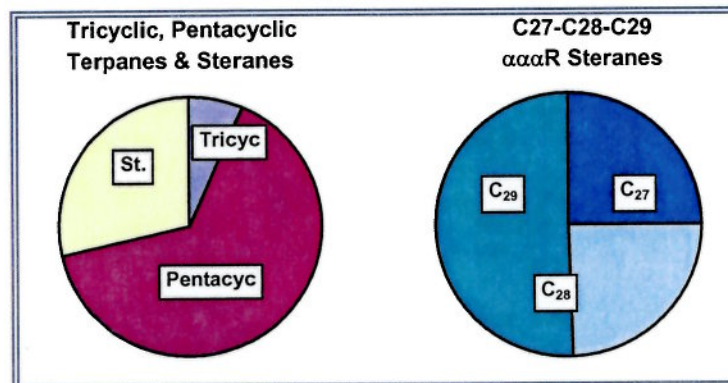 Tricyclic, Pentacyclic
Terpanes & Steranes
St.
Tricyc
Pentacyc
C27-C28-C29
αααR Steranes
C₂₉
C₂₇
C₂₈